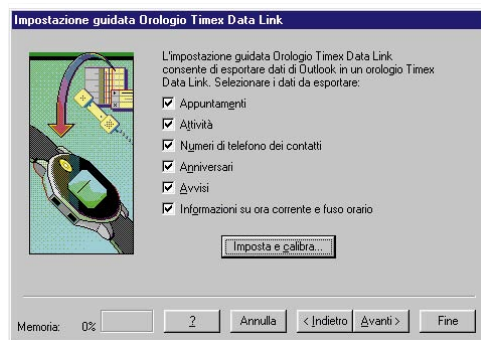 Impostazione guidata Orologio Timex Data Link
L'impostazione guidata Orologio Timex Data Link
consente di esportare dati di Outlook in un orologio Timex
Data Link. Selezionare i dati da esportare:
Appuntamenti
Attività
Numeri di telefono dei contatti
Anniversari
Avvisi
Informazioni su ora corrente e fuso orario
Imposta e calibra...
Memoria: 0% ? Annulla < Indietro Avanti > Fine